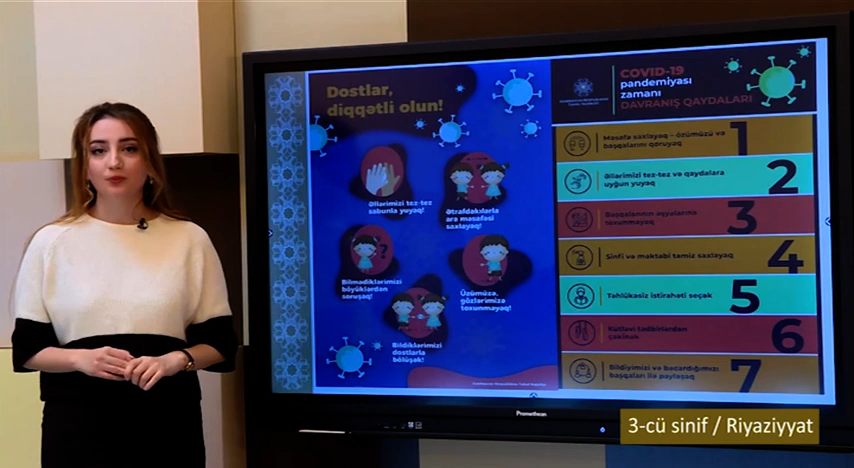 Dostlar,
diqqətli olun!
Əllərimizi tez-tez
sabunla yuyaq!
Ətrafdakılarla
ara məsafəsi
saxlayaq!
Bilmədiklərimizi
böyüklərdən
soruşaq!
Üzümüzə,
gözlərimizə
toxunmayaq!
Bildiklərimizi
dostlarla
bölüşək!
COVID-19
pandemiyası
zamanı
DAVRANIŞ QAYDALARI
Məsafə saxlayaq – özümüzü və
başqalarını qoruyaq
1
Əllərimizi tez-tez və qaydalara
uyğun yuyaq
2
Başqalarının əşyalarına
toxunmayaq
3
Sinfi və məktəbi təmiz saxlayaq
4
Təhlükəsiz istirahəti seçək
5
Kütləvi tədbirlərdən
çəkinək
6
Bildiyimizi və bacardığımızı
başqaları ilə paylaşaq
7
Promethean
3-cü sinif / Riyaziyyat